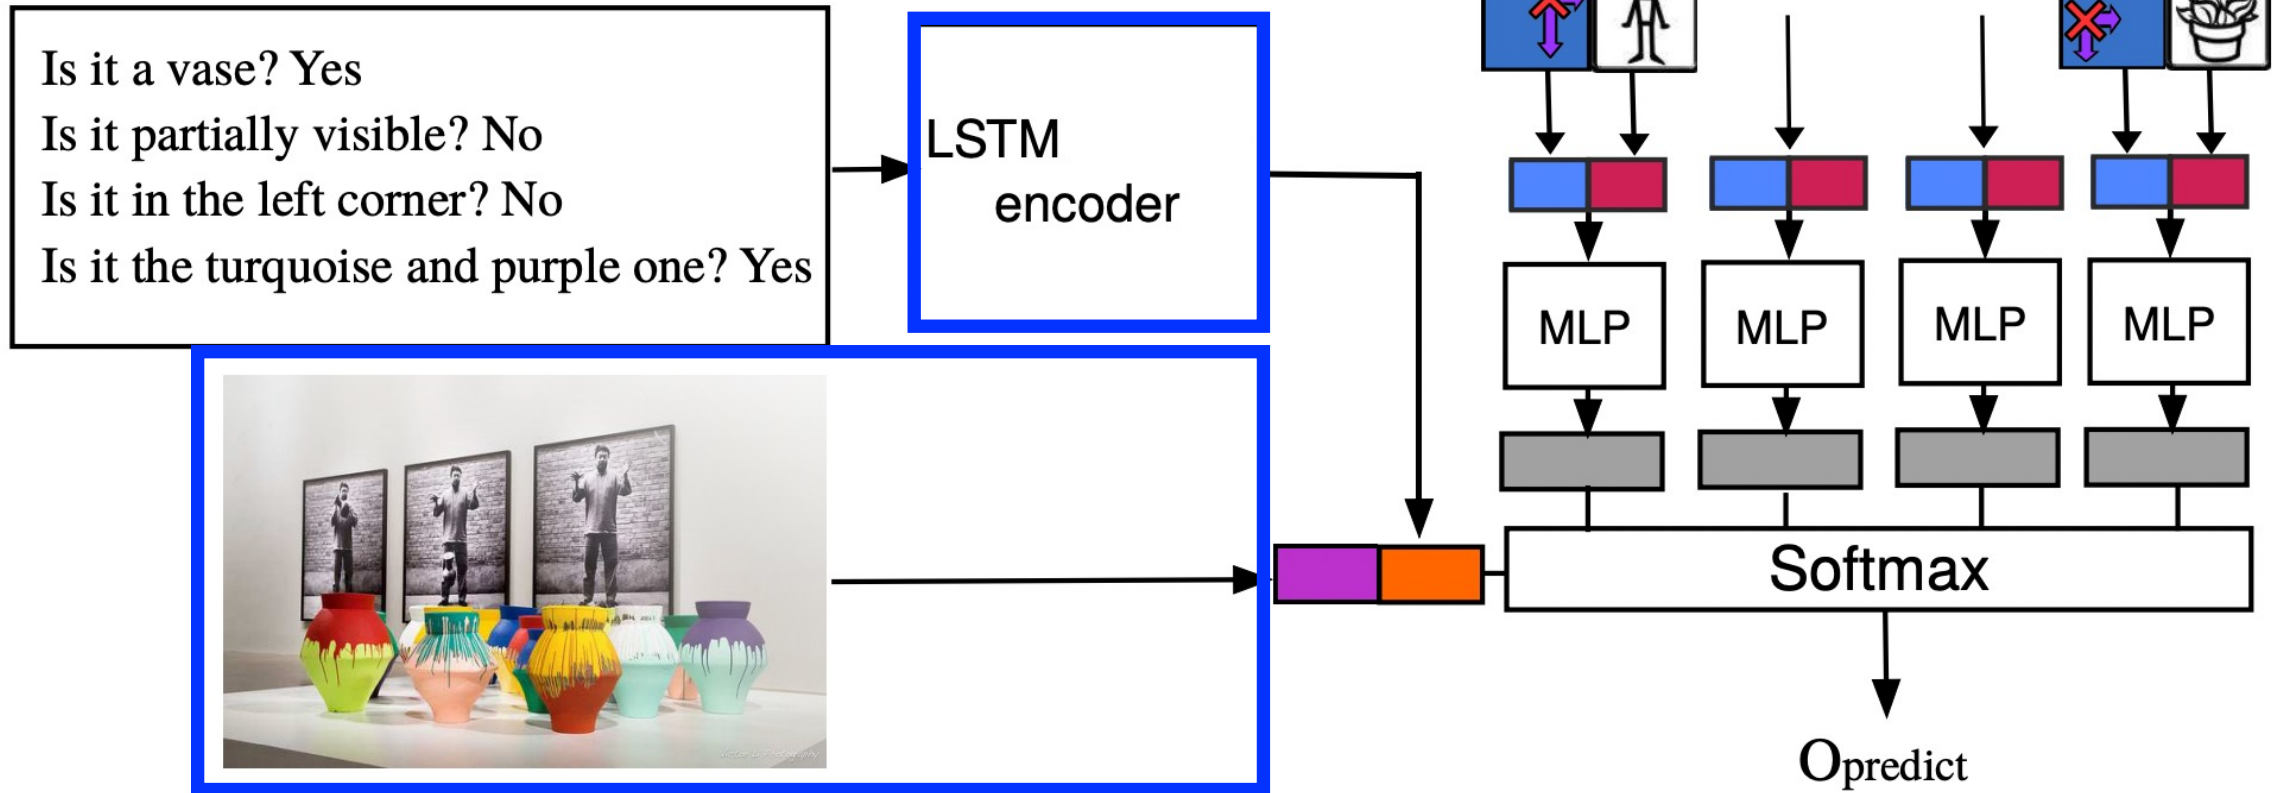 Is it a vase? Yes
Is it partially visible? No
Is it in the left corner? No
Is it the turquoise and purple one? Yes
LSTM
encoder
MLP
MLP
MLP
MLP
Softmax
Opredict